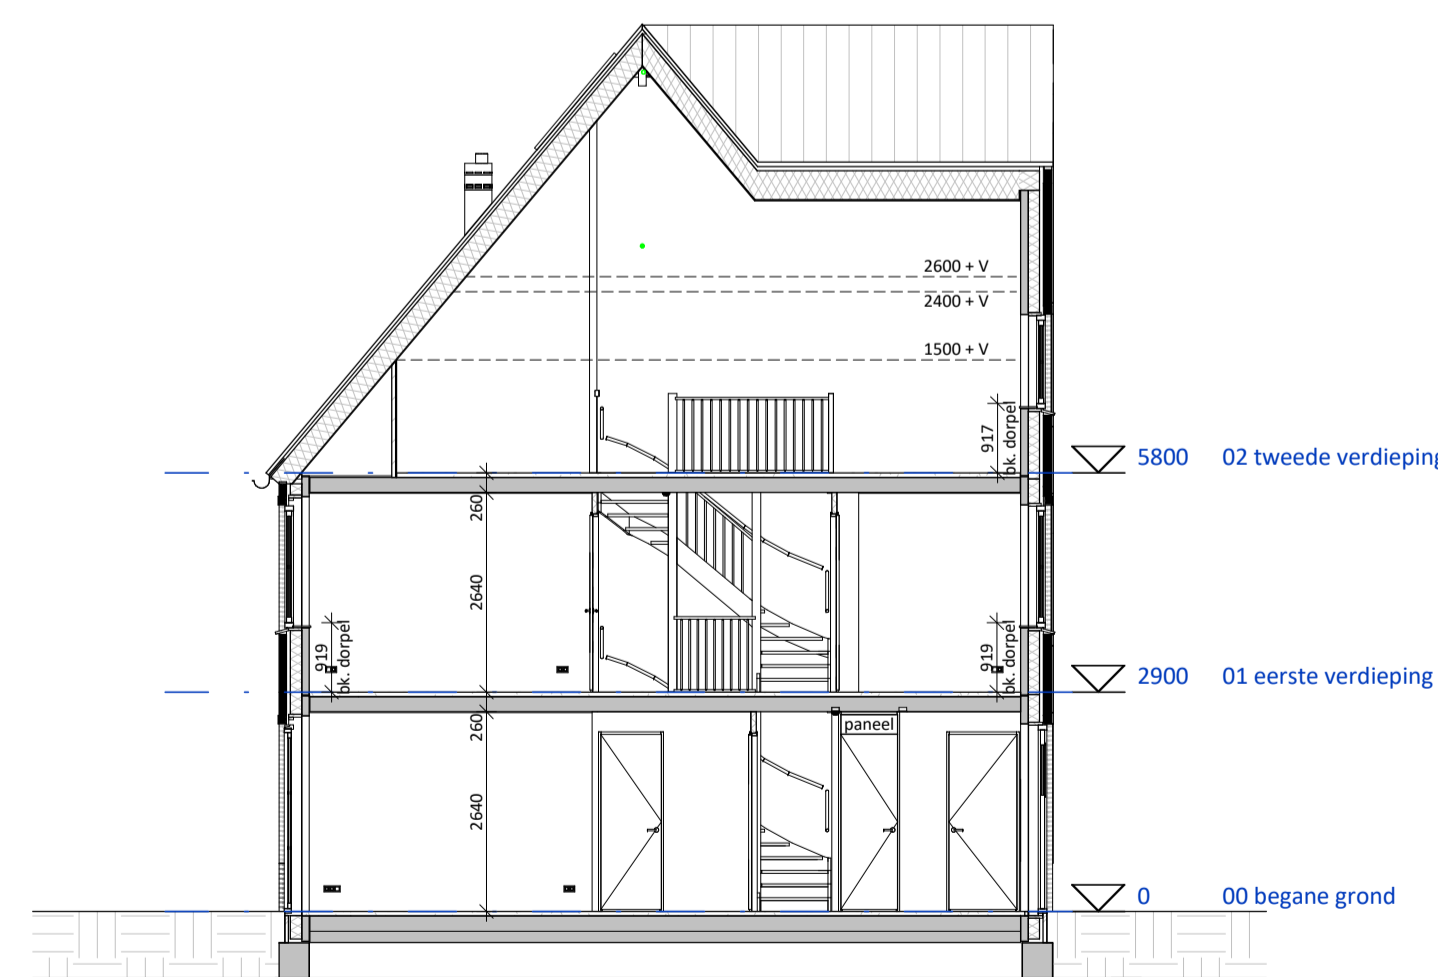 2600 + V
2400 + V
1500 + V
917
bk. dorpel
5800 02 tweede verdieping
260
2640
919
bk. dorpel
919
bk. dorpel
2900 01 eerste verdieping
260
paneel
2640
0 00 begane grond